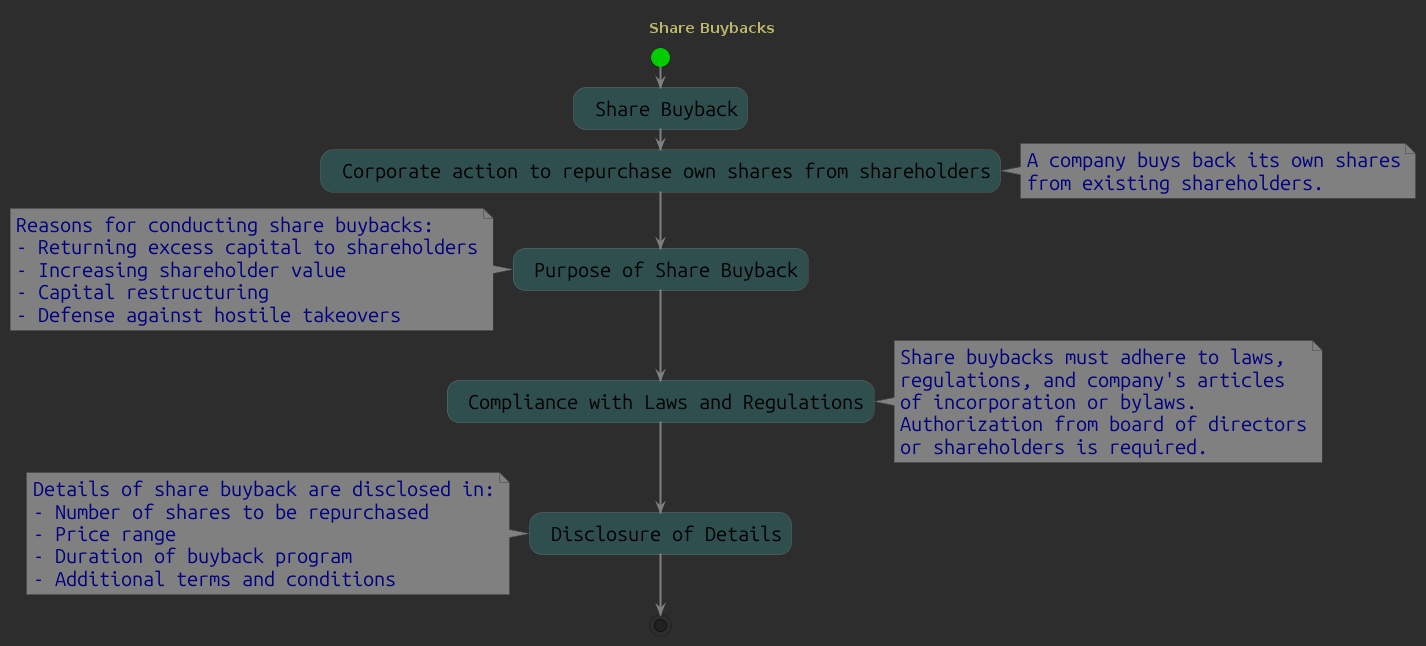 Share Buybacks
Share Buyback
Corporate action to repurchase own shares from shareholders
A company buys back its own shares
from existing shareholders.
Reasons for conducting share buybacks:
- Returning excess capital to shareholders
- Increasing shareholder value
- Capital restructuring
- Defense against hostile takeovers
Purpose of Share Buyback
Share buybacks must adhere to laws,
regulations, and company's articles
of incorporation or bylaws.
Authorization from board of directors
or shareholders is required.
Compliance with Laws and Regulations
Details of share buyback are disclosed in:
- Number of shares to be repurchased
- Price range
- Duration of buyback program
- Additional terms and conditions
Disclosure of Details